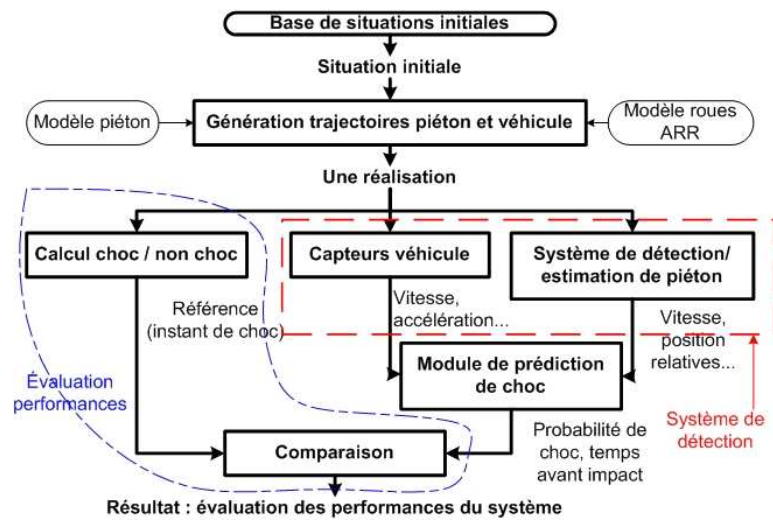 Base de situations initiales
Situation initiale
Modèle piéton
Génération trajectoires piéton et véhicule
Modèle roues
ARR
Une réalisation
Calcul choc / non choc
Capteurs véhicule
Système de détection/
estimation de piéton
Référence
(instant de choc)
Vitesse,
accélération...
Vitesse,
position
relatives...
Module de prédiction
de choc
Évaluation
performances
Système de
détection
Comparaison
Probabilité de
choc, temps
avant impact
Résultat : évaluation des performances du système